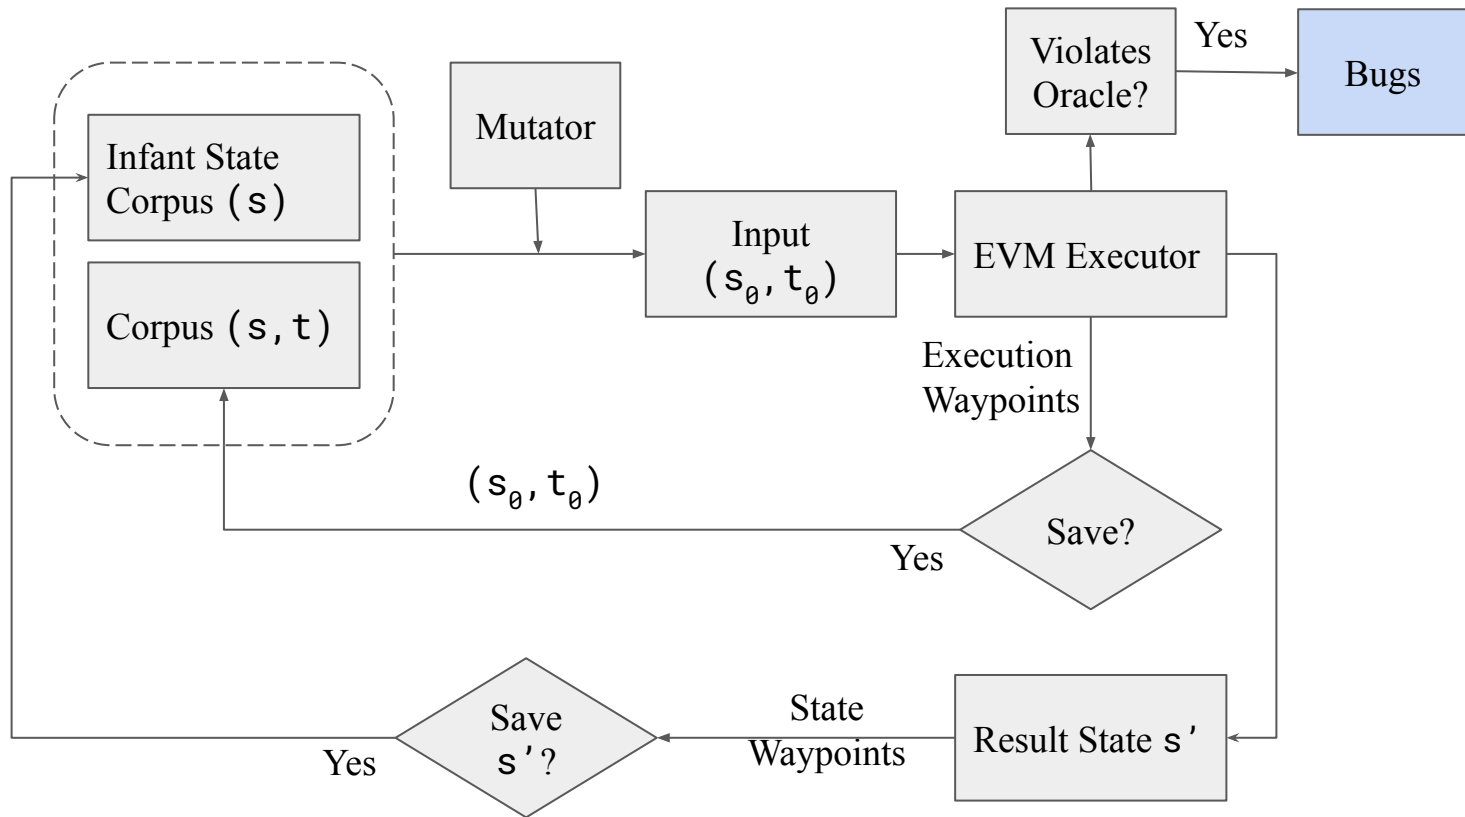 Violates
Oracle?
Yes
Bugs
Infant State
Corpus (s)
Mutator
Input
(s₀,t₀)
EVM Executor
Corpus (s,t)
Execution
Waypoints
(s₀,t₀)
Yes
Save?
State
Waypoints
Save
s'?
Yes
Result State s'